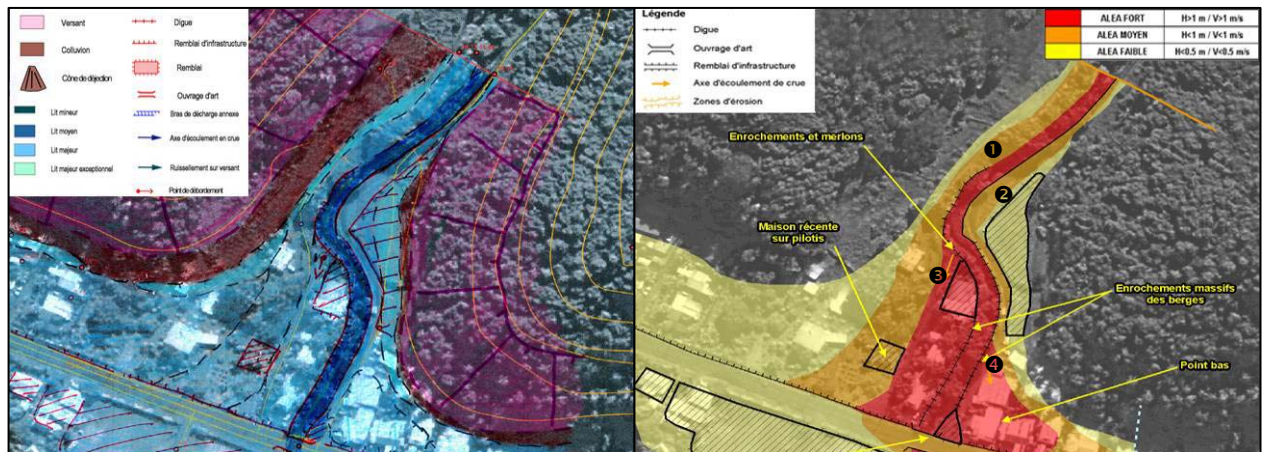 Versant
Colluvion
Cône de déjection
Lit mineur
Lit moyen
Lit majeur
Lit majeur exceptionnel
Digue
Remblai d'infrastructure
Remblai
Ouvrage d'art
Bras de décharge annexe
Axe d'écoulement en crue
Ruissellement sur versant
Point de débordement
Légende
Digue
Ouvrage d'art
Remblai d'infrastructure
Axe d'écoulement de crue
Zones d'érosion
ALEA FORT H>1 m / V>1 m/s
ALEA MOYEN H<1 m / V<1 m/s
ALEA FAIBLE H<0.5 m / V<0.5 m/s
Enrochements et merlons
1
2
Maison récente
sur pilotis
3
Enrochements massifs
des berges
4
Point bas